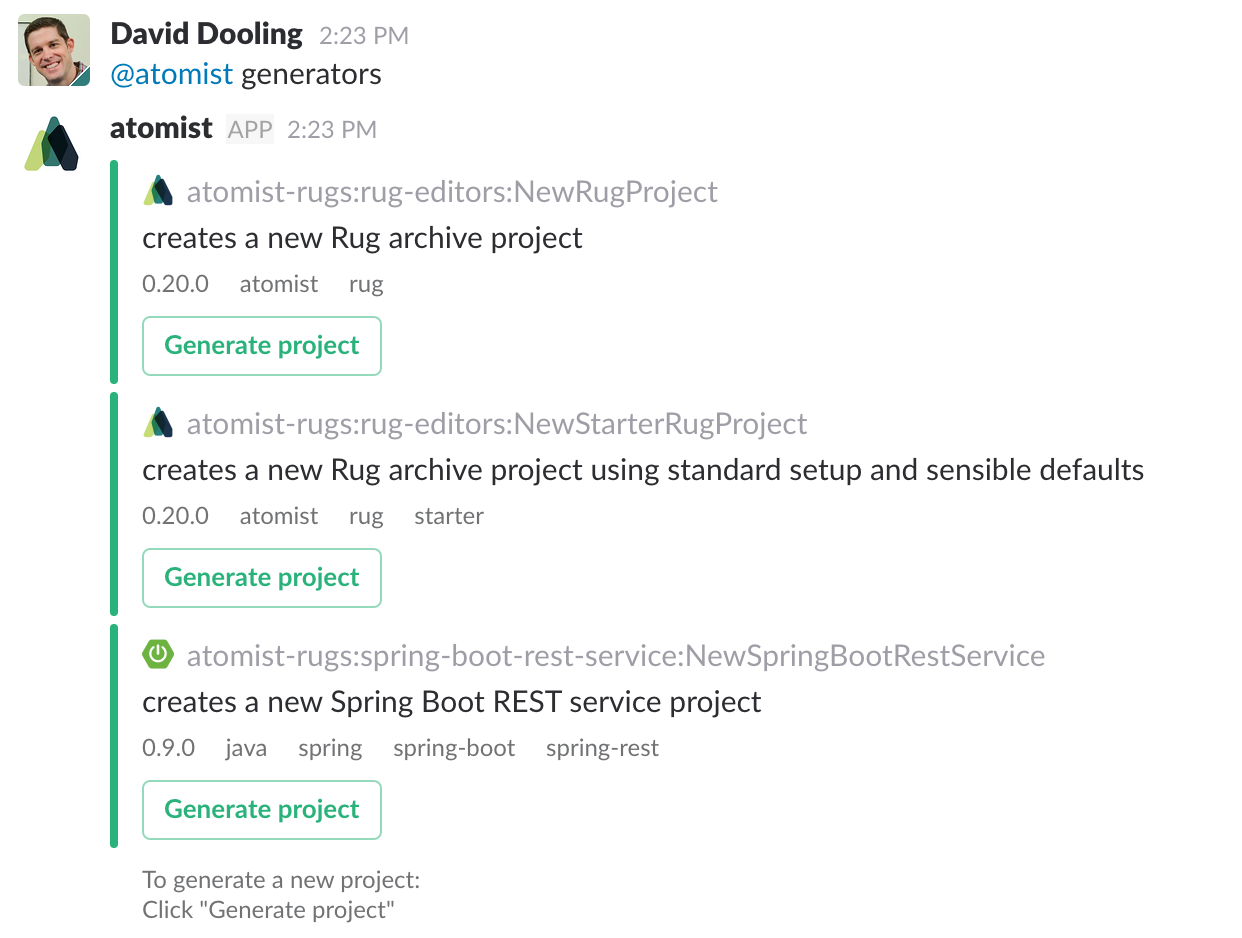 David Dooling 2:23 PM
@atomist generators
atomist APP 2:23 PM
atomist-rugs:rug-editors:NewRugProject
creates a new Rug archive project
0.20.0 atomist rug
Generate project
atomist-rugs:rug-editors:NewStarterRugProject
creates a new Rug archive project using standard setup and sensible defaults
0.20.0 atomist rug starter
Generate project
atomist-rugs:spring-boot-rest-service:NewSpringBootRestService
creates a new Spring Boot REST service project
0.9.0 java spring spring-boot spring-rest
Generate project
To generate a new project:
Click "Generate project"